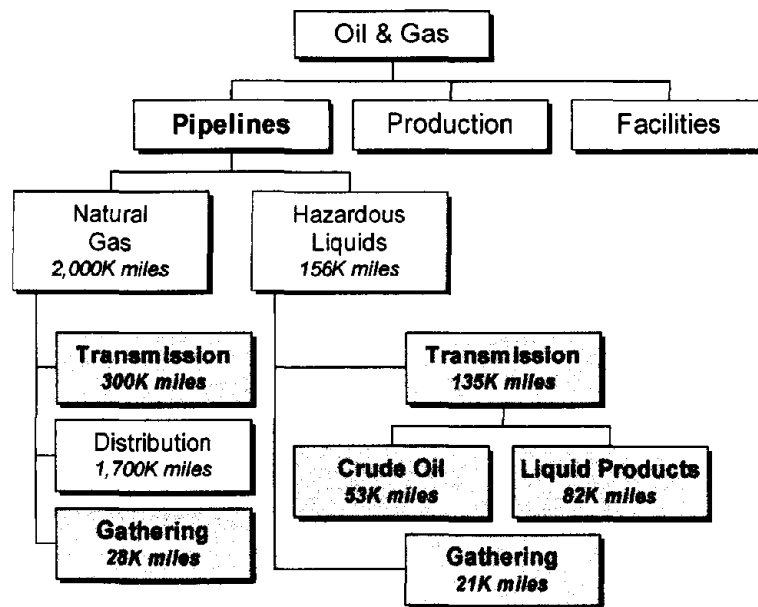 Oil & Gas
Pipelines
Production
Facilities
Natural
Gas
2,000K miles
Hazardous
Liquids
156K miles
Transmission
300K miles
Distribution
1,700K miles
Gathering
28K miles
Transmission
135K miles
Crude Oil
53K miles
Liquid Products
82K miles
Gathering
21K miles